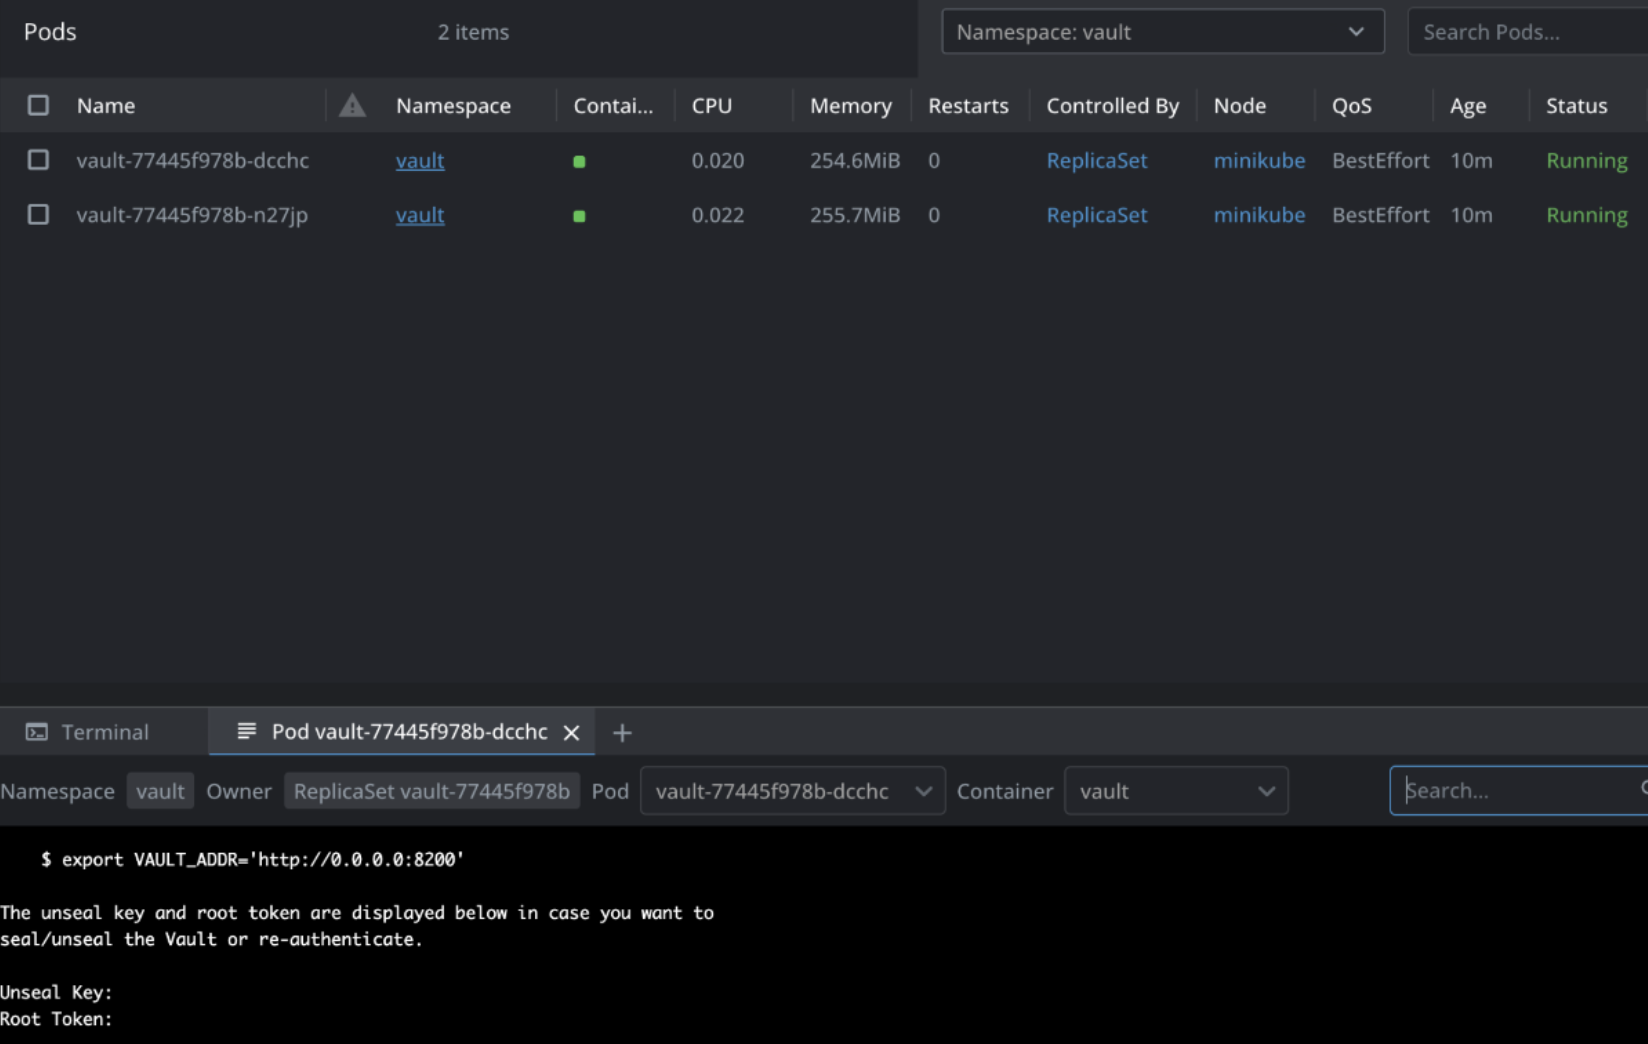 Pods 2 items Namespace: vault Search Pods...
Name Namespace Contai... CPU Memory Restarts Controlled By Node QoS Age Status
vault-77445f978b-dcchc vault 0.020 254.6MiB 0 ReplicaSet minikube BestEffort 10m Running
vault-77445f978b-n27jp vault 0.022 255.7MiB 0 ReplicaSet minikube BestEffort 10m Running
Terminal Pod vault-77445f978b-dcchc
Namespace vault Owner ReplicaSet vault-77445f978b Pod vault-77445f978b-dcchc Container vault Search...
$ export VAULT_ADDR='http://0.0.0.0:8200'
The unseal key and root token are displayed below in case you want to
seal/unseal the Vault or re-authenticate.
Unseal Key:
Root Token: